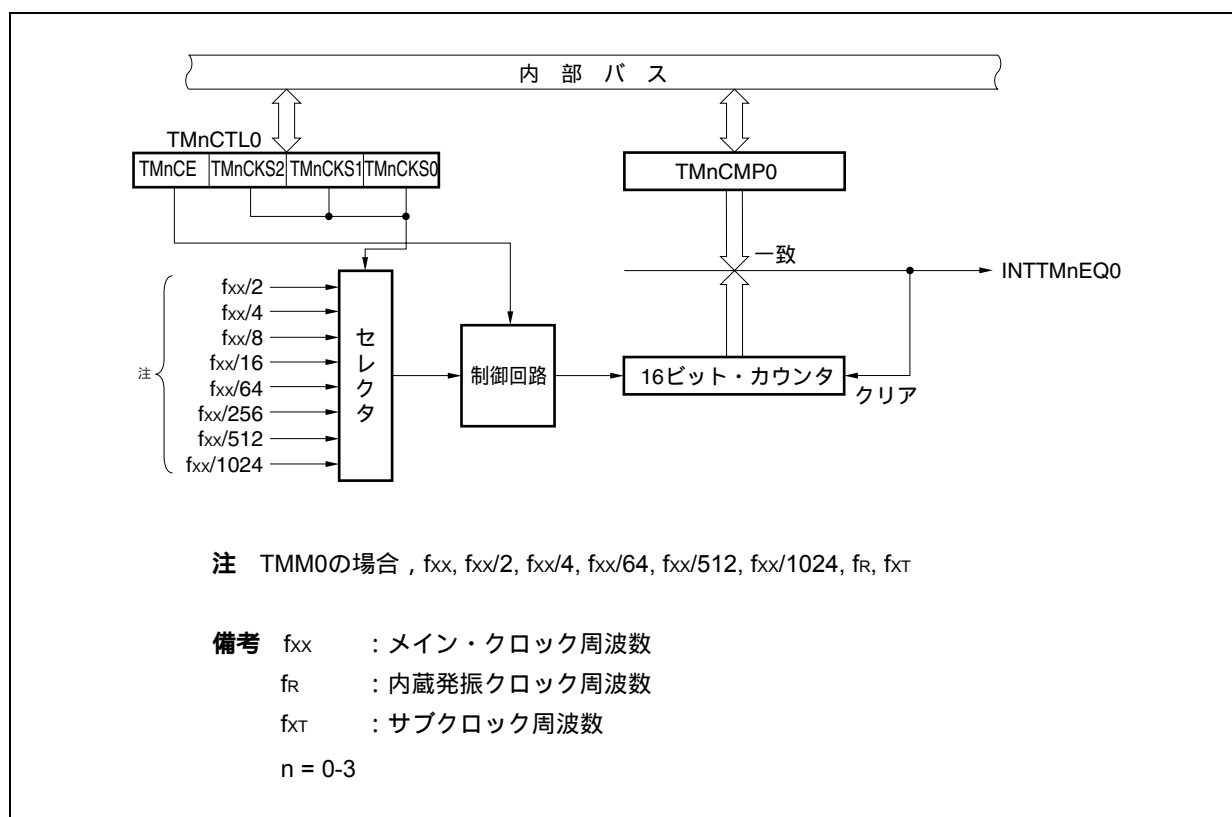 内 部 バ ス
TMnCTL0
TMnCE TMnCKS2 TMnCKS1 TMnCKS0
TMnCMP0
一致
INTTMnEQ0
fxx/2
fxx/4
fxx/8
fxx/16
fxx/64
fxx/256
fxx/512
fxx/1024
注
セレクタ
制御回路
16ビット・カウンタ
クリア
注 TMM0の場合，fxx, fxx/2, fxx/4, fxx/64, fxx/512, fxx/1024, fR, fXT
備考 fxx ：メイン・クロック周波数
fR ：内蔵発振クロック周波数
fXT ：サブクロック周波数
n = 0-3